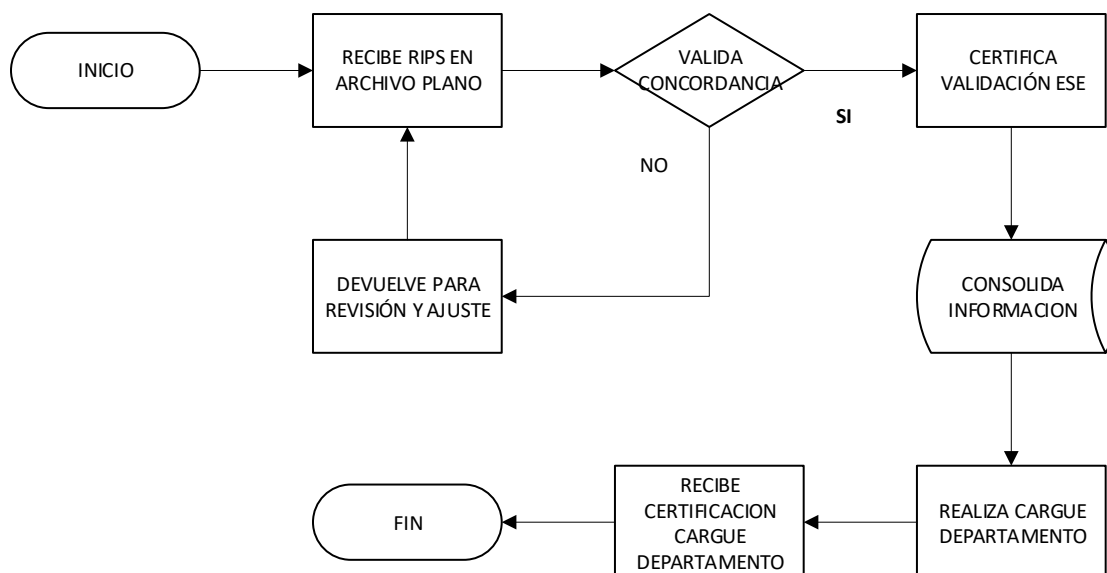 INICIO
RECIBE RIPS EN
ARCHIVO PLANO
VALIDA
CONCORDANCIA
SI
CERTIFICA
VALIDACIÓN ESE
NO
DEVUELVE PARA
REVISIÓN Y AJUSTE
CONSOLIDA
INFORMACION
REALIZA CARGUE
DEPARTAMENTO
RECIBE
CERTIFICACION
CARGUE
DEPARTAMENTO
FIN